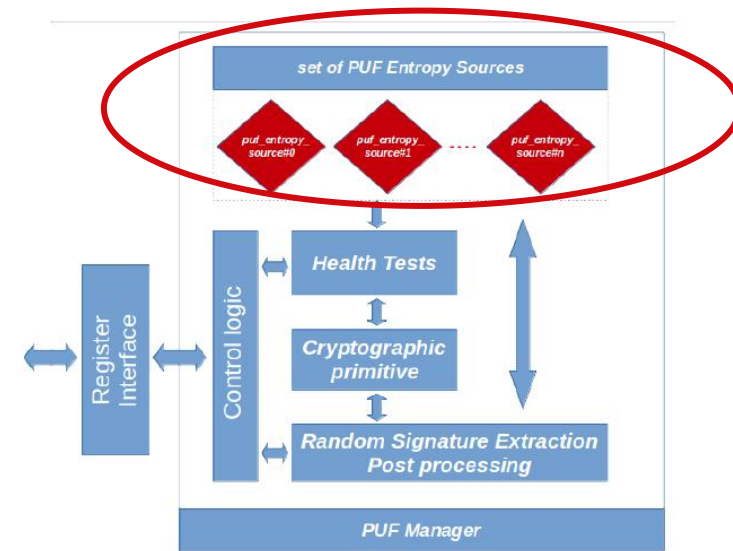 set of PUF Entropy Sources
puf_entropy_
source#0
puf_entropy_
source#1
puf_entropy_
source#n
Health Tests
Cryptographic
primitive
Random Signature Extraction
Post processing
Control logic
Register
Interface
PUF Manager